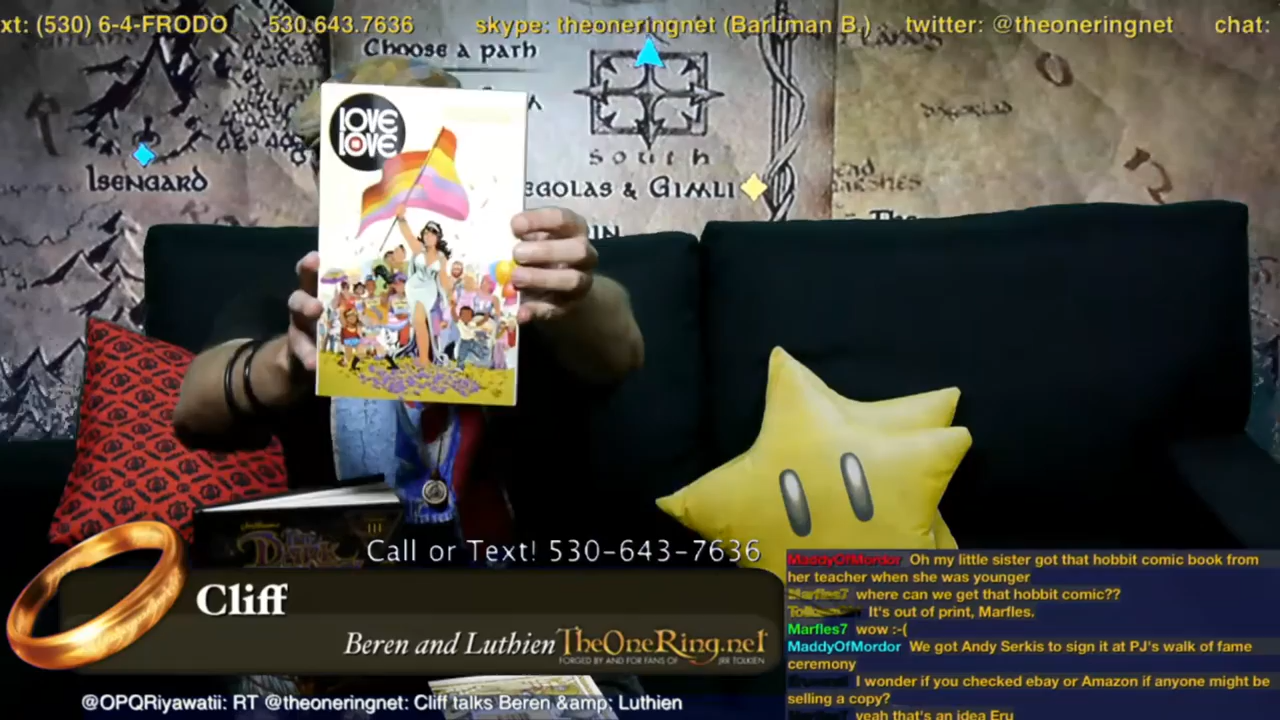 xt: (530) 6-4-FRODO 530.643.7636 skype: theoneringnet (Barliman B.) twitter: @theoneringnet chat:
Choose a path
South
Isengard
egolas & Gimli
LOVE
IS
LOVE
III
DARK
Call or Text! 530-643-7636
Cliff
Beren and Luthien TheOneRing.net
FORGED BY AND FOR FANS OF JRR TOLKIEN
MaddyOfMordor Oh my little sister got that hobbit comic book from
her teacher when she was younger
Marfles7 where can we get that hobbit comic??
It's out of print, Marfles.
Marfles7 wow :-(
MaddyOfMordor We got Andy Serkis to sign it at PJ's walk of fame
ceremony
I wonder if you checked ebay or Amazon if anyone might be
selling a copy?
yeah that's an idea Eru
@OPQRiyawatii: RT @theoneringnet: Cliff talks Beren &amp; Luthien